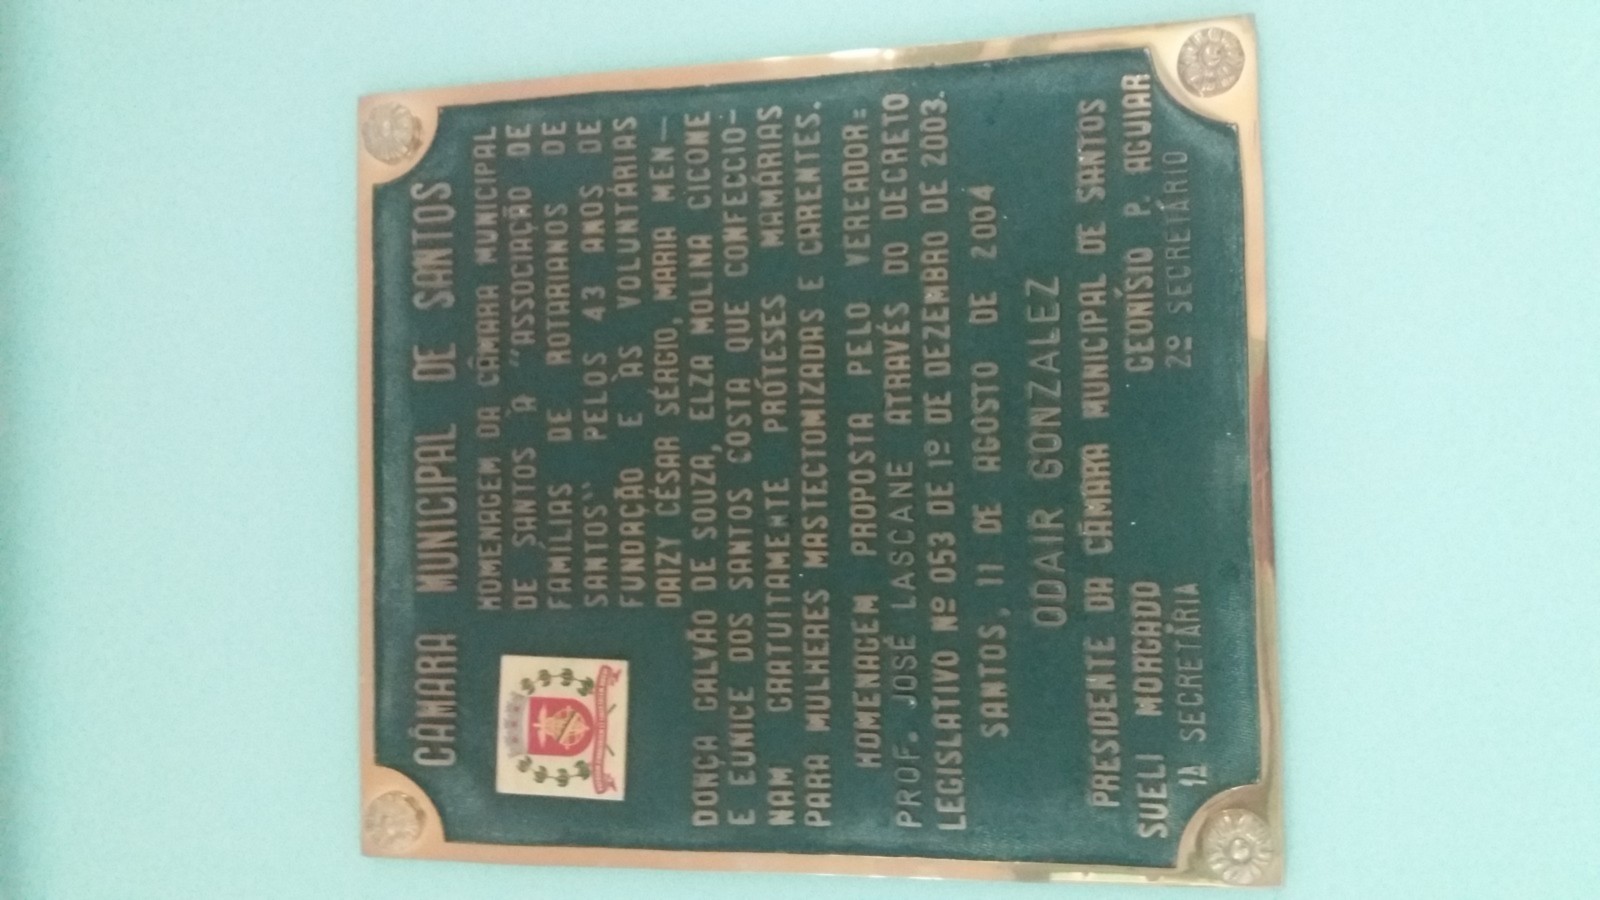 CÂMARA MUNICIPAL DE SANTOS
HOMENAGEM DA CÂMARA MUNICIPAL
DE SANTOS À "ASSOCIAÇÃO DE
FAMÍLIAS DE ROTARIANOS DE
SANTOS" PELOS 43 ANOS DE
FUNDAÇÃO E ÀS VOLUNTÁRIAS
DAIZY CÉSAR SÉRGIO, MARIA MEN-
DONÇA GALVÃO DE SOUZA, ELZA MOLINA CICONE
E EUNICE DOS SANTOS COSTA QUE CONFECCIO-
NAM GRATUITAMENTE PRÓTESES MAMÁRIAS
PARA MULHERES MASTECTOMIZADAS E CARENTES.
HOMENAGEM PROPOSTA PELO VEREADOR:
PROF. JOSÉ LASCANE ATRAVÉS DO DECRETO
LEGISLATIVO Nº 053 DE 1º DE DEZEMBRO DE 2003.
SANTOS, 11 DE AGOSTO DE 2004
ODAIR GONZALEZ
PRESIDENTE DA CÂMARA MUNICIPAL DE SANTOS
SUELI MORGADO GEONÍSIO P. AGUIAR
1ª SECRETÁRIA 2º SECRETÁRIO